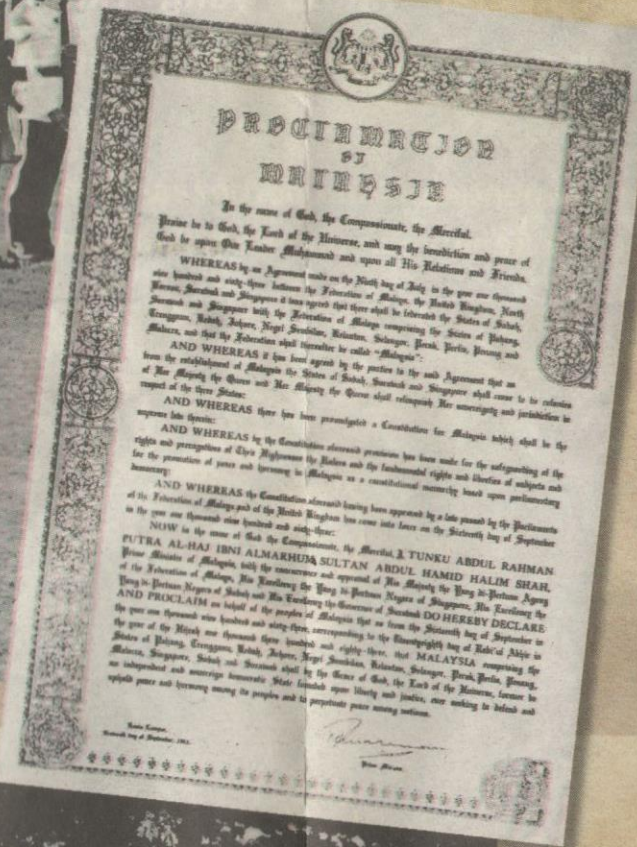 PROCLAMATION
OF
MALAYSIA
In the name of God, the Compassionate, the Merciful.
Praise be to God, the Lord of the Universe, and may the benediction and peace of
God be upon Our Leader Muhammad and upon all His Relations and Friends.
WHEREAS by an Agreement made on the Ninth day of July in the year one thousand
nine hundred and sixty-three between the Federation of Malaya, the United Kingdom, North
Borneo, Sarawak and Singapore it was agreed that there shall be federated the States of Sabah,
Sarawak and Singapore with the Federation of Malaya comprising the States of Pahang,
Trengganu, Kedah, Johore, Negri Sembilan, Kelantan, Selangor, Perak, Perlis, Penang and
Malacca, and that the Federation shall thereafter be called "Malaysia":
AND WHEREAS it has been agreed by the parties to the said Agreement that as
from the establishment of Malaysia the States of Sabah, Sarawak and Singapore shall cease to be colonies
of Her Majesty the Queen and Her Majesty the Queen shall relinquish Her sovereignty and jurisdiction in
respect of the three States:
AND WHEREAS there has been promulgated a Constitution for Malaysia which shall be the
supreme law therein:
AND WHEREAS by the Constitution aforesaid provisions has been made for the safeguarding of the
rights and prerogatives of Their Highnesses the Rulers and the fundamental rights and liberties of subjects and
for the promotion of peace and harmony in Malaysia as a constitutional monarchy based upon parliamentary
democracy:
AND WHEREAS the Constitution aforesaid having been approved by a law passed by the Parliaments
of the Federation of Malaya and of the United Kingdom has come into force on the Sixteenth day of September
in the year one thousand nine hundred and sixty-three:
NOW in the name of God the Compassionate, the Merciful, I, TUNKU ABDUL RAHMAN
PUTRA AL-HAJ IBNI ALMARHUM SULTAN ABDUL HAMID HALIM SHAH,
Prime Minister of Malaysia, with the concurrence and approval of His Majesty the Yang di-Pertuan Agong
of the Federation of Malaya, His Excellency the Yang di-Pertuan Negara of Singapore, His Excellency the
Yang di-Pertuan Negara of Sabah and His Excellency the Governor of Sarawak DO HEREBY DECLARE
AND PROCLAIM on behalf of the peoples of Malaysia that as from the Sixteenth day of September in
the year one thousand nine hundred and sixty-three, corresponding to the Twentyeighth day of Rabi'ul Akhir in
the year of the Hijrah one thousand three hundred and eighty-three, that MALAYSIA comprising the
States of Pahang, Trengganu, Kedah, Johore, Negri Sembilan, Kelantan, Selangor, Perak, Perlis, Penang,
Malacca, Singapore, Sabah and Sarawak shall by the Grace of God, the Lord of the Universe, forever be
an independent and sovereign democratic State founded upon liberty and justice, ever seeking to defend and
uphold peace and harmony among its peoples and to perpetuate peace among nations.
Kuala Lumpur,
Sixteenth day of September, 1963.
Prime Minister